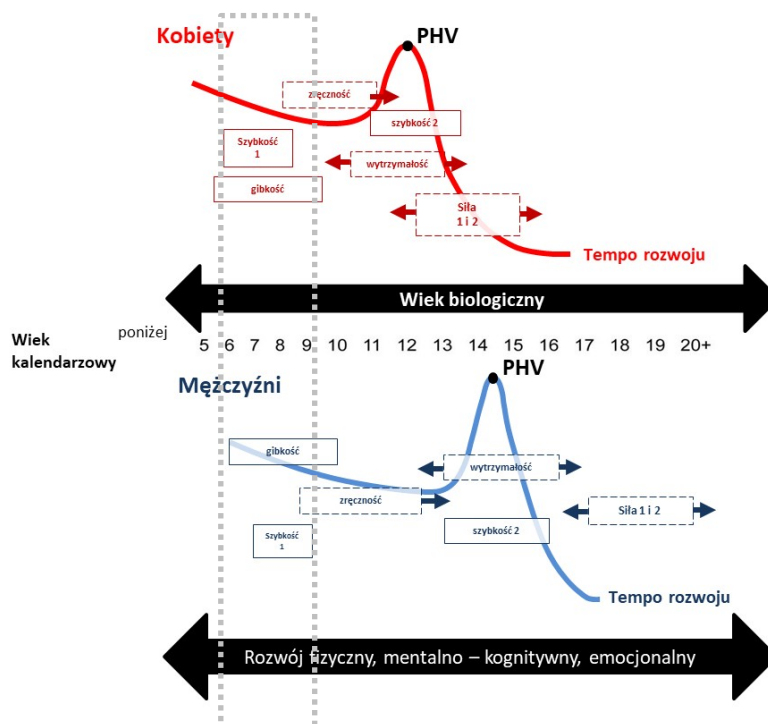 Kobiety
PHV
zręczność
szybkość 2
Szybkość
1
wytrzymałość
gibkość
Siła
1 i 2
Tempo rozwoju
Wiek biologiczny
Wiek
kalendarzowy
poniżej
5 6 7 8 9 10 11 12 13 14 15 16 17 18 19 20+
Mężczyźni
PHV
gibkość
wytrzymałość
zręczność
Siła 1 i 2
Szybkość
1
szybkość 2
Tempo rozwoju
Rozwój fizyczny, mentalno – kognitywny, emocjonalny